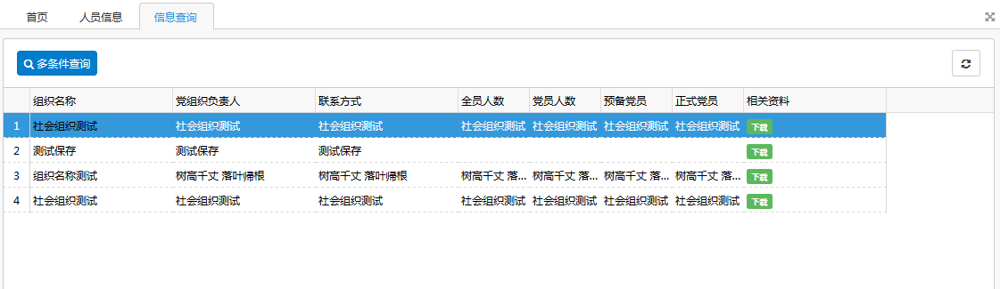 首页 人员信息 信息查询
多条件查询
组织名称 党组织负责人 联系方式 全员人数 党员人数 预备党员 正式党员 相关资料
1 社会组织测试 社会组织测试 社会组织测试 社会组织测试 社会组织测试 社会组织测试 社会组织测试 下载
2 测试保存 测试保存 测试保存 下载
3 组织名称测试 树高千丈 落叶归根 树高千丈 落叶归根 树高千丈 落... 树高千丈 落... 树高千丈 落... 树高千丈 落... 下载
4 社会组织测试 社会组织测试 社会组织测试 社会组织测试 社会组织测试 社会组织测试 社会组织测试 下载